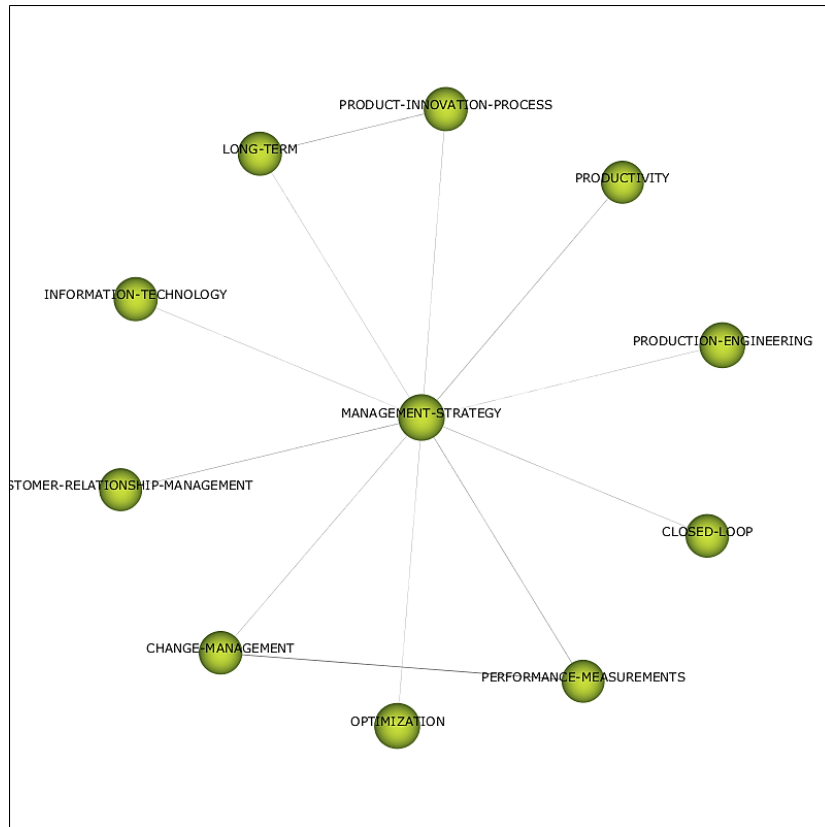 PRODUCT-INNOVATION-PROCESS
LONG-TERM
PRODUCTIVITY
INFORMATION-TECHNOLOGY
PRODUCTION-ENGINEERING
MANAGEMENT-STRATEGY
STOMER-RELATIONSHIP-MANAGEMENT
CLOSED-LOOP
CHANGE-MANAGEMENT
PERFORMANCE-MEASUREMENTS
OPTIMIZATION